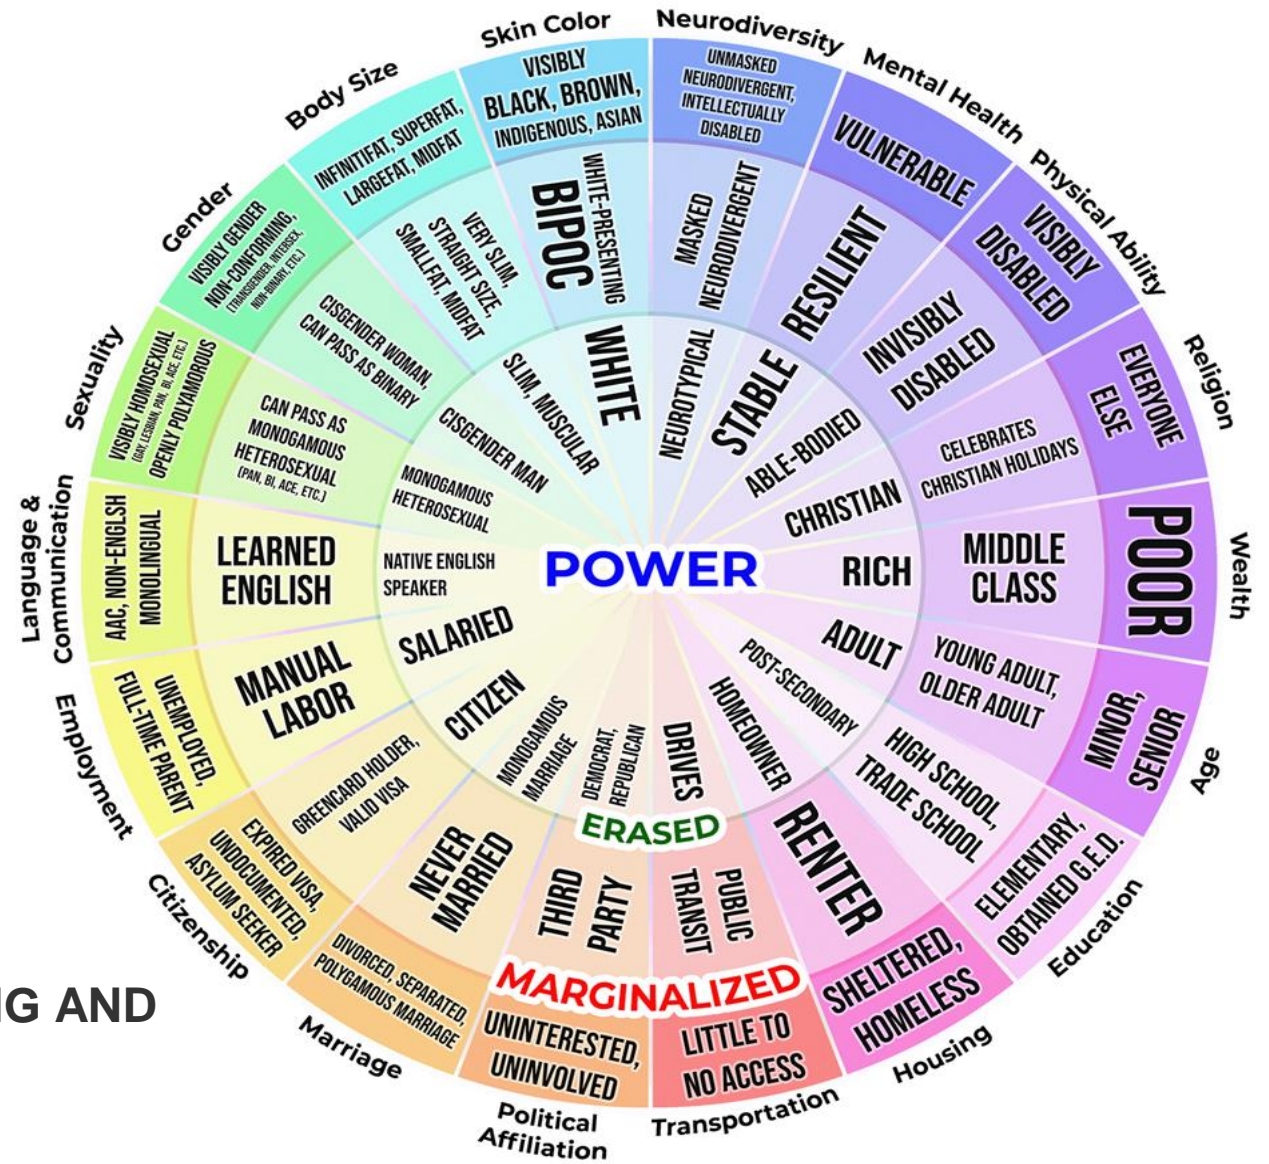 Skin Color
VISIBLY
BLACK, BROWN,
INDIGENOUS, ASIAN
WHITE-PRESENTING
BIPOC
WHITE
Neurodiversity
UNMASKED
NEURODIVERGENT,
INTELLECTUALLY
DISABLED
MASKED
NEURODIVERGENT
NEUROTYPICAL
Mental Health
VULNERABLE
RESILIENT
STABLE
Physical Ability
VISIBLY
DISABLED
INVISIBLY
DISABLED
ABLE-BODIED
Religion
EVERYONE
ELSE
CELEBRATES
CHRISTIAN HOLIDAYS
CHRISTIAN
Wealth
POOR
MIDDLE
CLASS
RICH
Age
MINOR,
SENIOR
YOUNG ADULT,
OLDER ADULT
ADULT
Education
ELEMENTARY,
OBTAINED G.E.D.
HIGH SCHOOL,
TRADE SCHOOL
POST-SECONDARY
Housing
SHELTERED,
HOMELESS
RENTER
HOMEOWNER
Transportation
LITTLE TO
NO ACCESS
PUBLIC
TRANSIT
DRIVES
Political
Affiliation
UNINTERESTED,
UNINVOLVED
THIRD
PARTY
DEMOCRAT,
REPUBLICAN
Marriage
DIVORCED, SEPARATED,
POLYGAMOUS MARRIAGE
NEVER
MARRIED
MONOGAMOUS
MARRIAGE
Citizenship
EXPIRED VISA,
UNDOCUMENTED,
ASYLUM SEEKER
GREENCARD HOLDER,
VALID VISA
CITIZEN
Employment
UNEMPLOYED,
FULL-TIME PARENT
MANUAL
LABOR
SALARIED
Language &
Communication
AAC, NON-ENGLSH
MONOLINGUAL
LEARNED
ENGLISH
NATIVE ENGLISH
SPEAKER
Sexuality
VISIBLY HOMOSEXUAL
(GAY, LESBIAN, PAN, BI, ACE, ETC.)
OPENLY POLYAMOROUS
CAN PASS AS
MONOGAMOUS
HETEROSEXUAL
(PAN, BI, ACE, ETC.)
MONOGAMOUS
HETEROSEXUAL
Gender
VISIBLY GENDER
NON-CONFORMING,
(TRANSGENDER, INTERSEX,
NON-BINARY, ETC.)
CISGENDER WOMAN,
CAN PASS AS BINARY
CISGENDER MAN
Body Size
INFINITIFAT, SUPERFAT,
LARGEFAT, MIDFAT
VERY SLIM,
STRAIGHT SIZE,
SMALLFAT, MIDFAT
SLIM, MUSCULAR
POWER
ERASED
MARGINALIZED
G AND